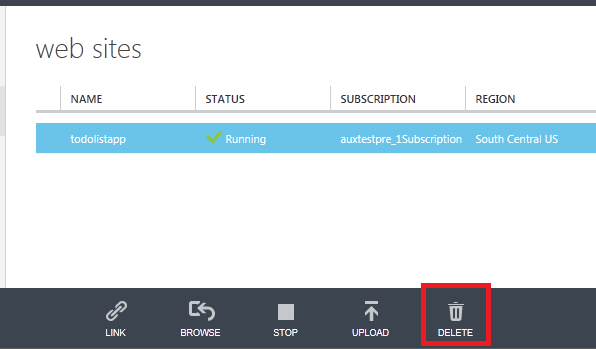 web sites
NAME STATUS SUBSCRIPTION REGION
todolistapp Running auxtestpre_1Subscription South Central US
LINK BROWSE STOP UPLOAD DELETE